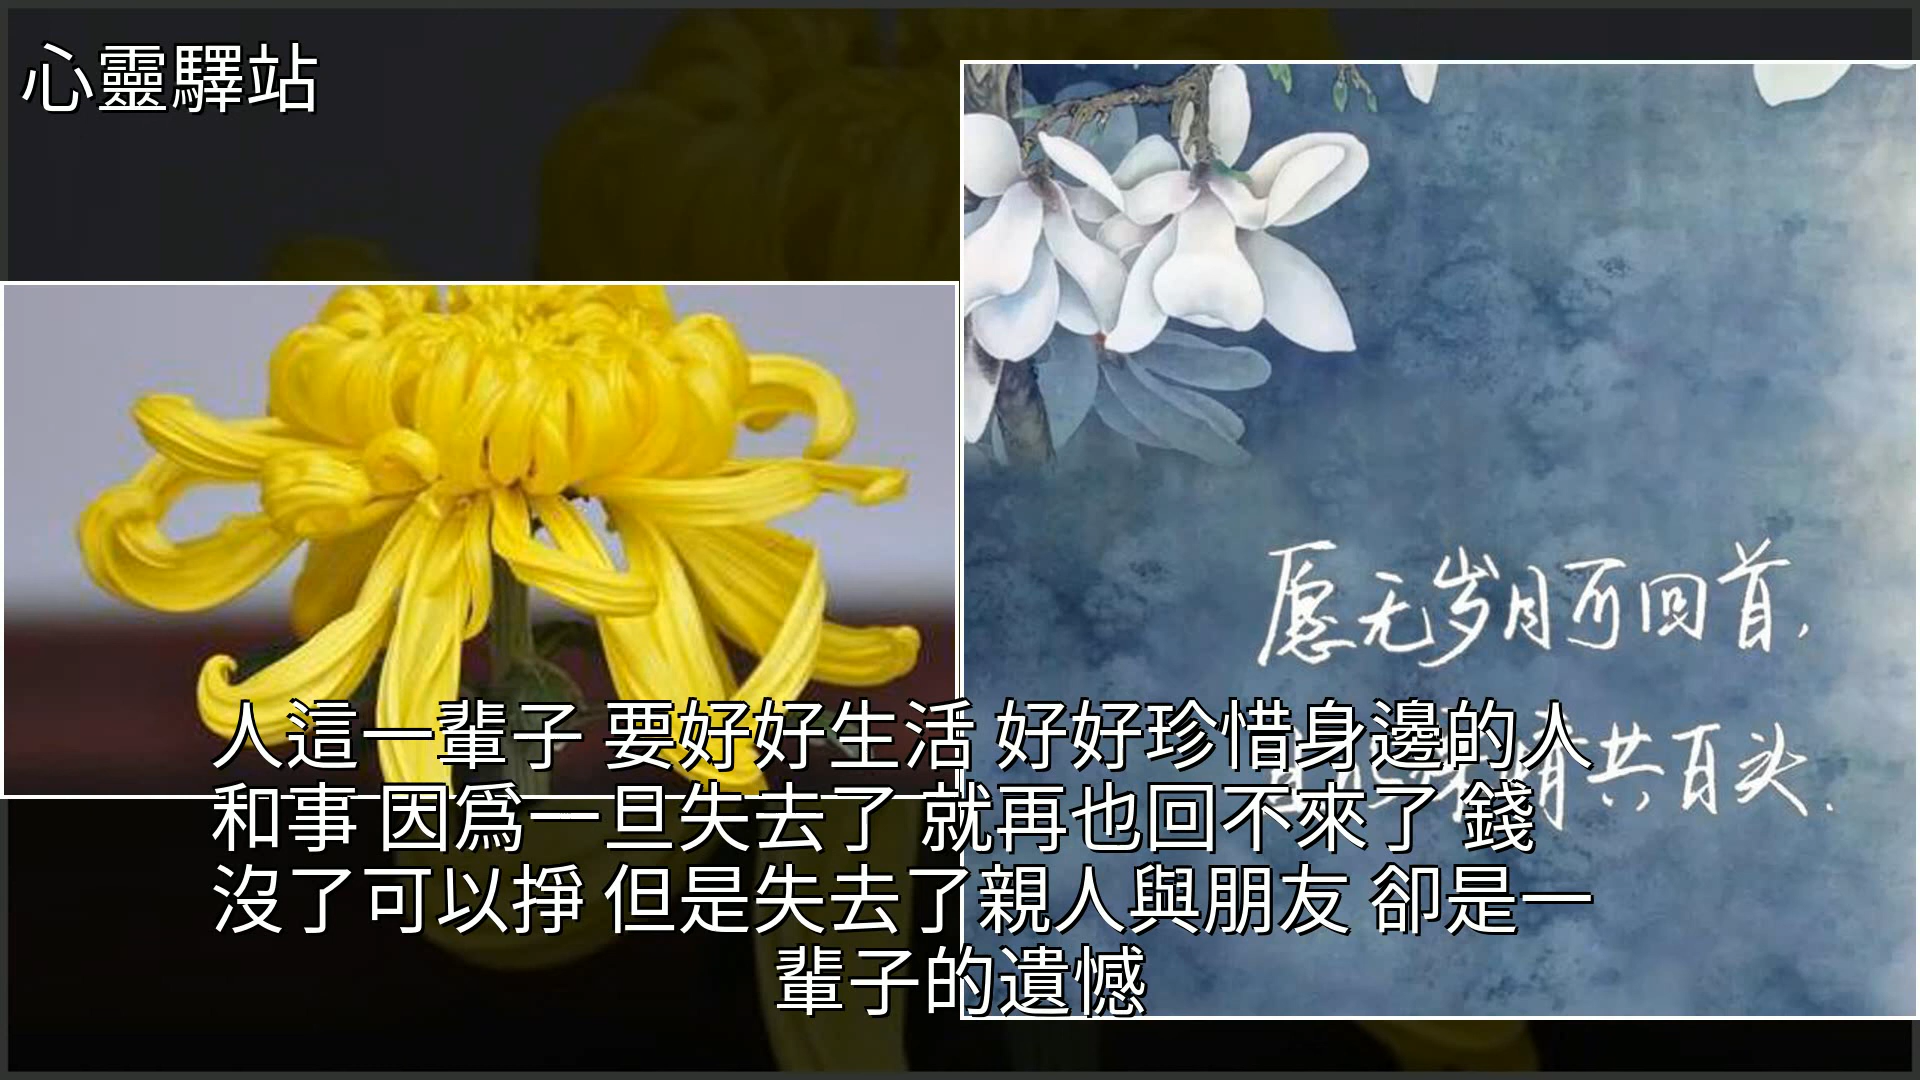 心靈驛站
愿无岁月可回首,
共百头.
人這一輩子 要好好生活 好好珍惜身邊的人
和事 因爲一旦失去了 就再也回不來了 錢
沒了可以掙 但是失去了親人與朋友 卻是一
輩子的遺憾